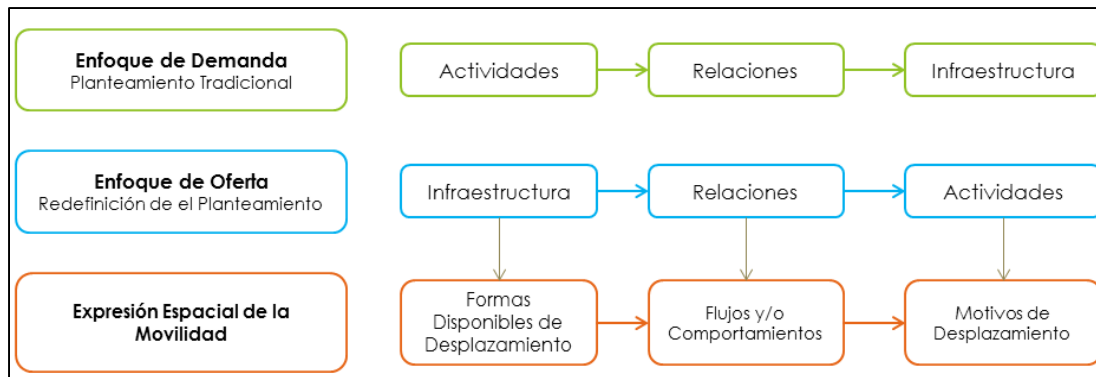 Enfoque de Demanda
Planteamiento Tradicional
Actividades
Relaciones
Infraestructura
Enfoque de Oferta
Redefinición de el Planteamiento
Infraestructura
Relaciones
Actividades
Expresión Espacial de la
Movilidad
Formas
Disponibles de
Desplazamiento
Flujos y/o
Comportamientos
Motivos de
Desplazamiento